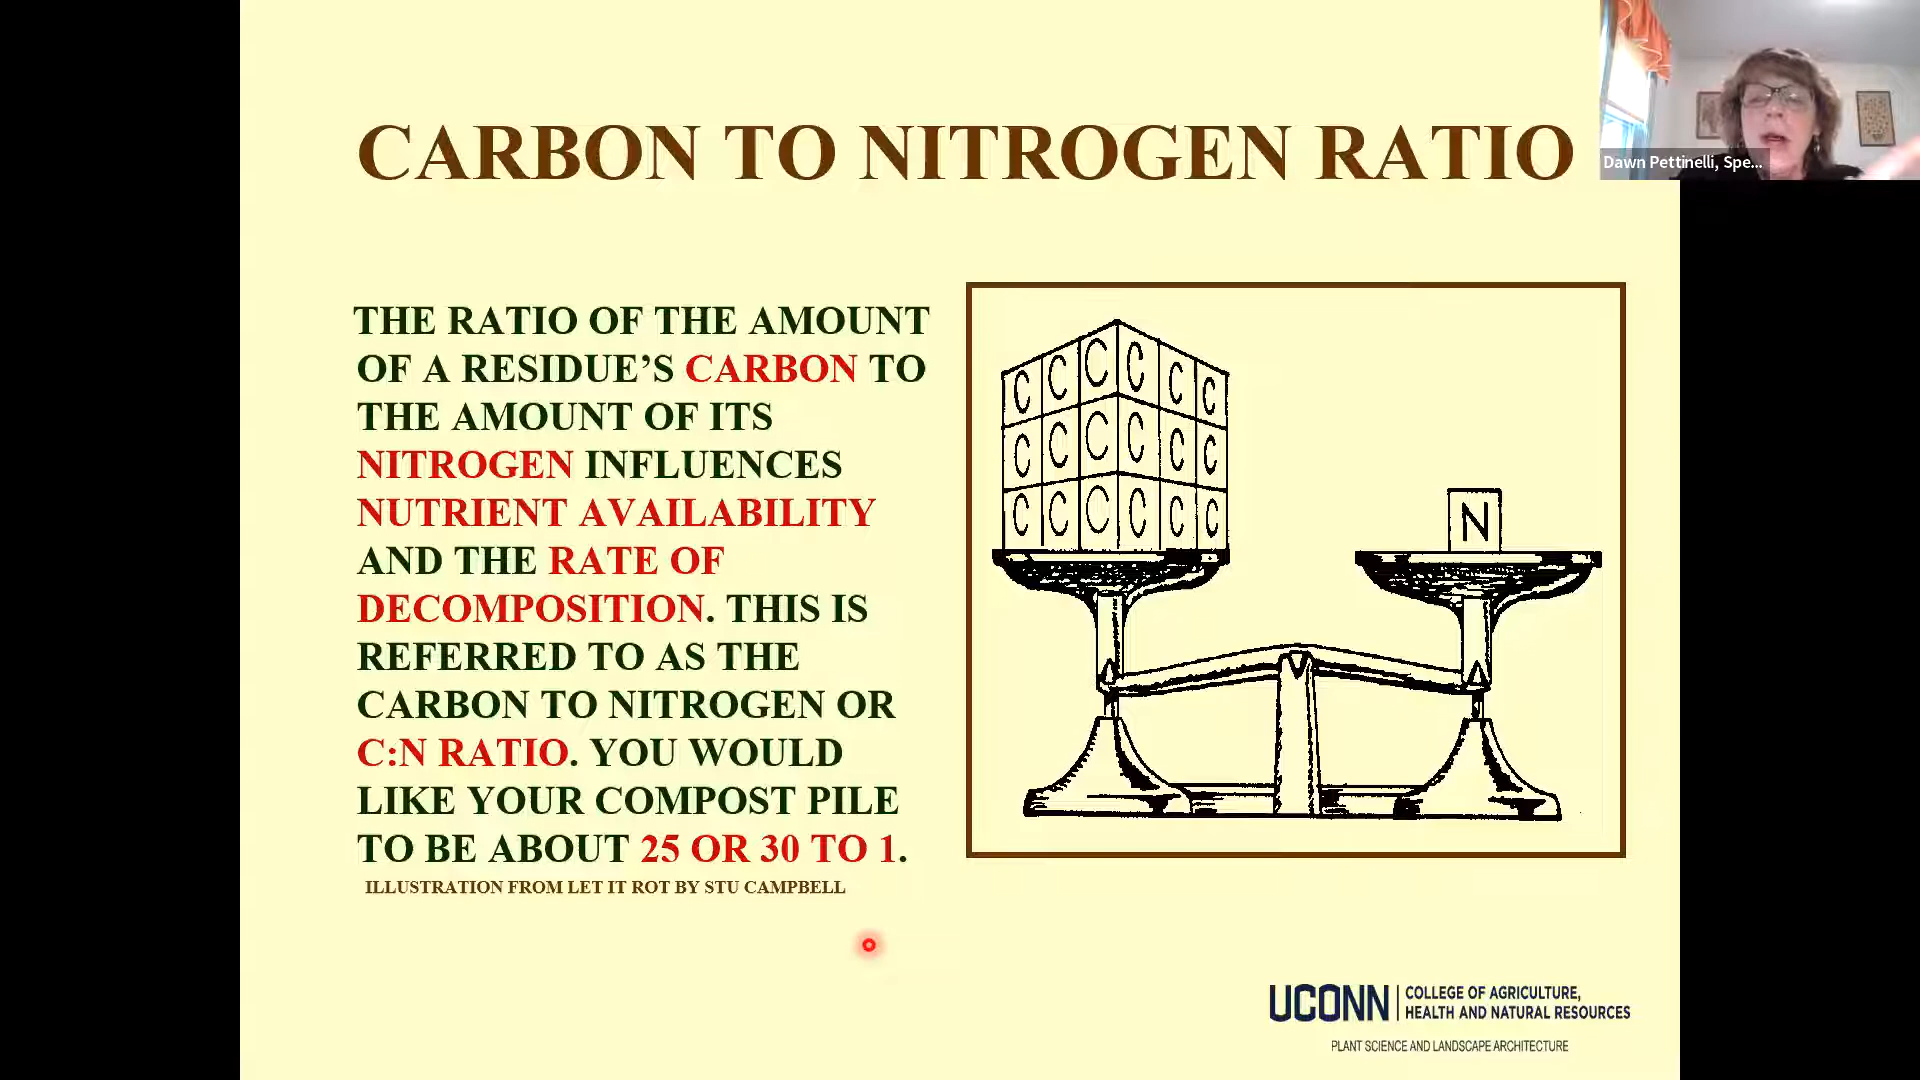 CARBON TO NITROGEN RATIO
Dawn Pettinelli, Spe...
THE RATIO OF THE AMOUNT
OF A RESIDUE’S CARBON TO
THE AMOUNT OF ITS
NITROGEN INFLUENCES
NUTRIENT AVAILABILITY
AND THE RATE OF
DECOMPOSITION. THIS IS
REFERRED TO AS THE
CARBON TO NITROGEN OR
C:N RATIO. YOU WOULD
LIKE YOUR COMPOST PILE
TO BE ABOUT 25 OR 30 TO 1.
ILLUSTRATION FROM LET IT ROT BY STU CAMPBELL
C C C C C C
C C C C C C
C C C C C C
N
UCONN
COLLEGE OF AGRICULTURE,
HEALTH AND NATURAL RESOURCES
PLANT SCIENCE AND LANDSCAPE ARCHITECTURE